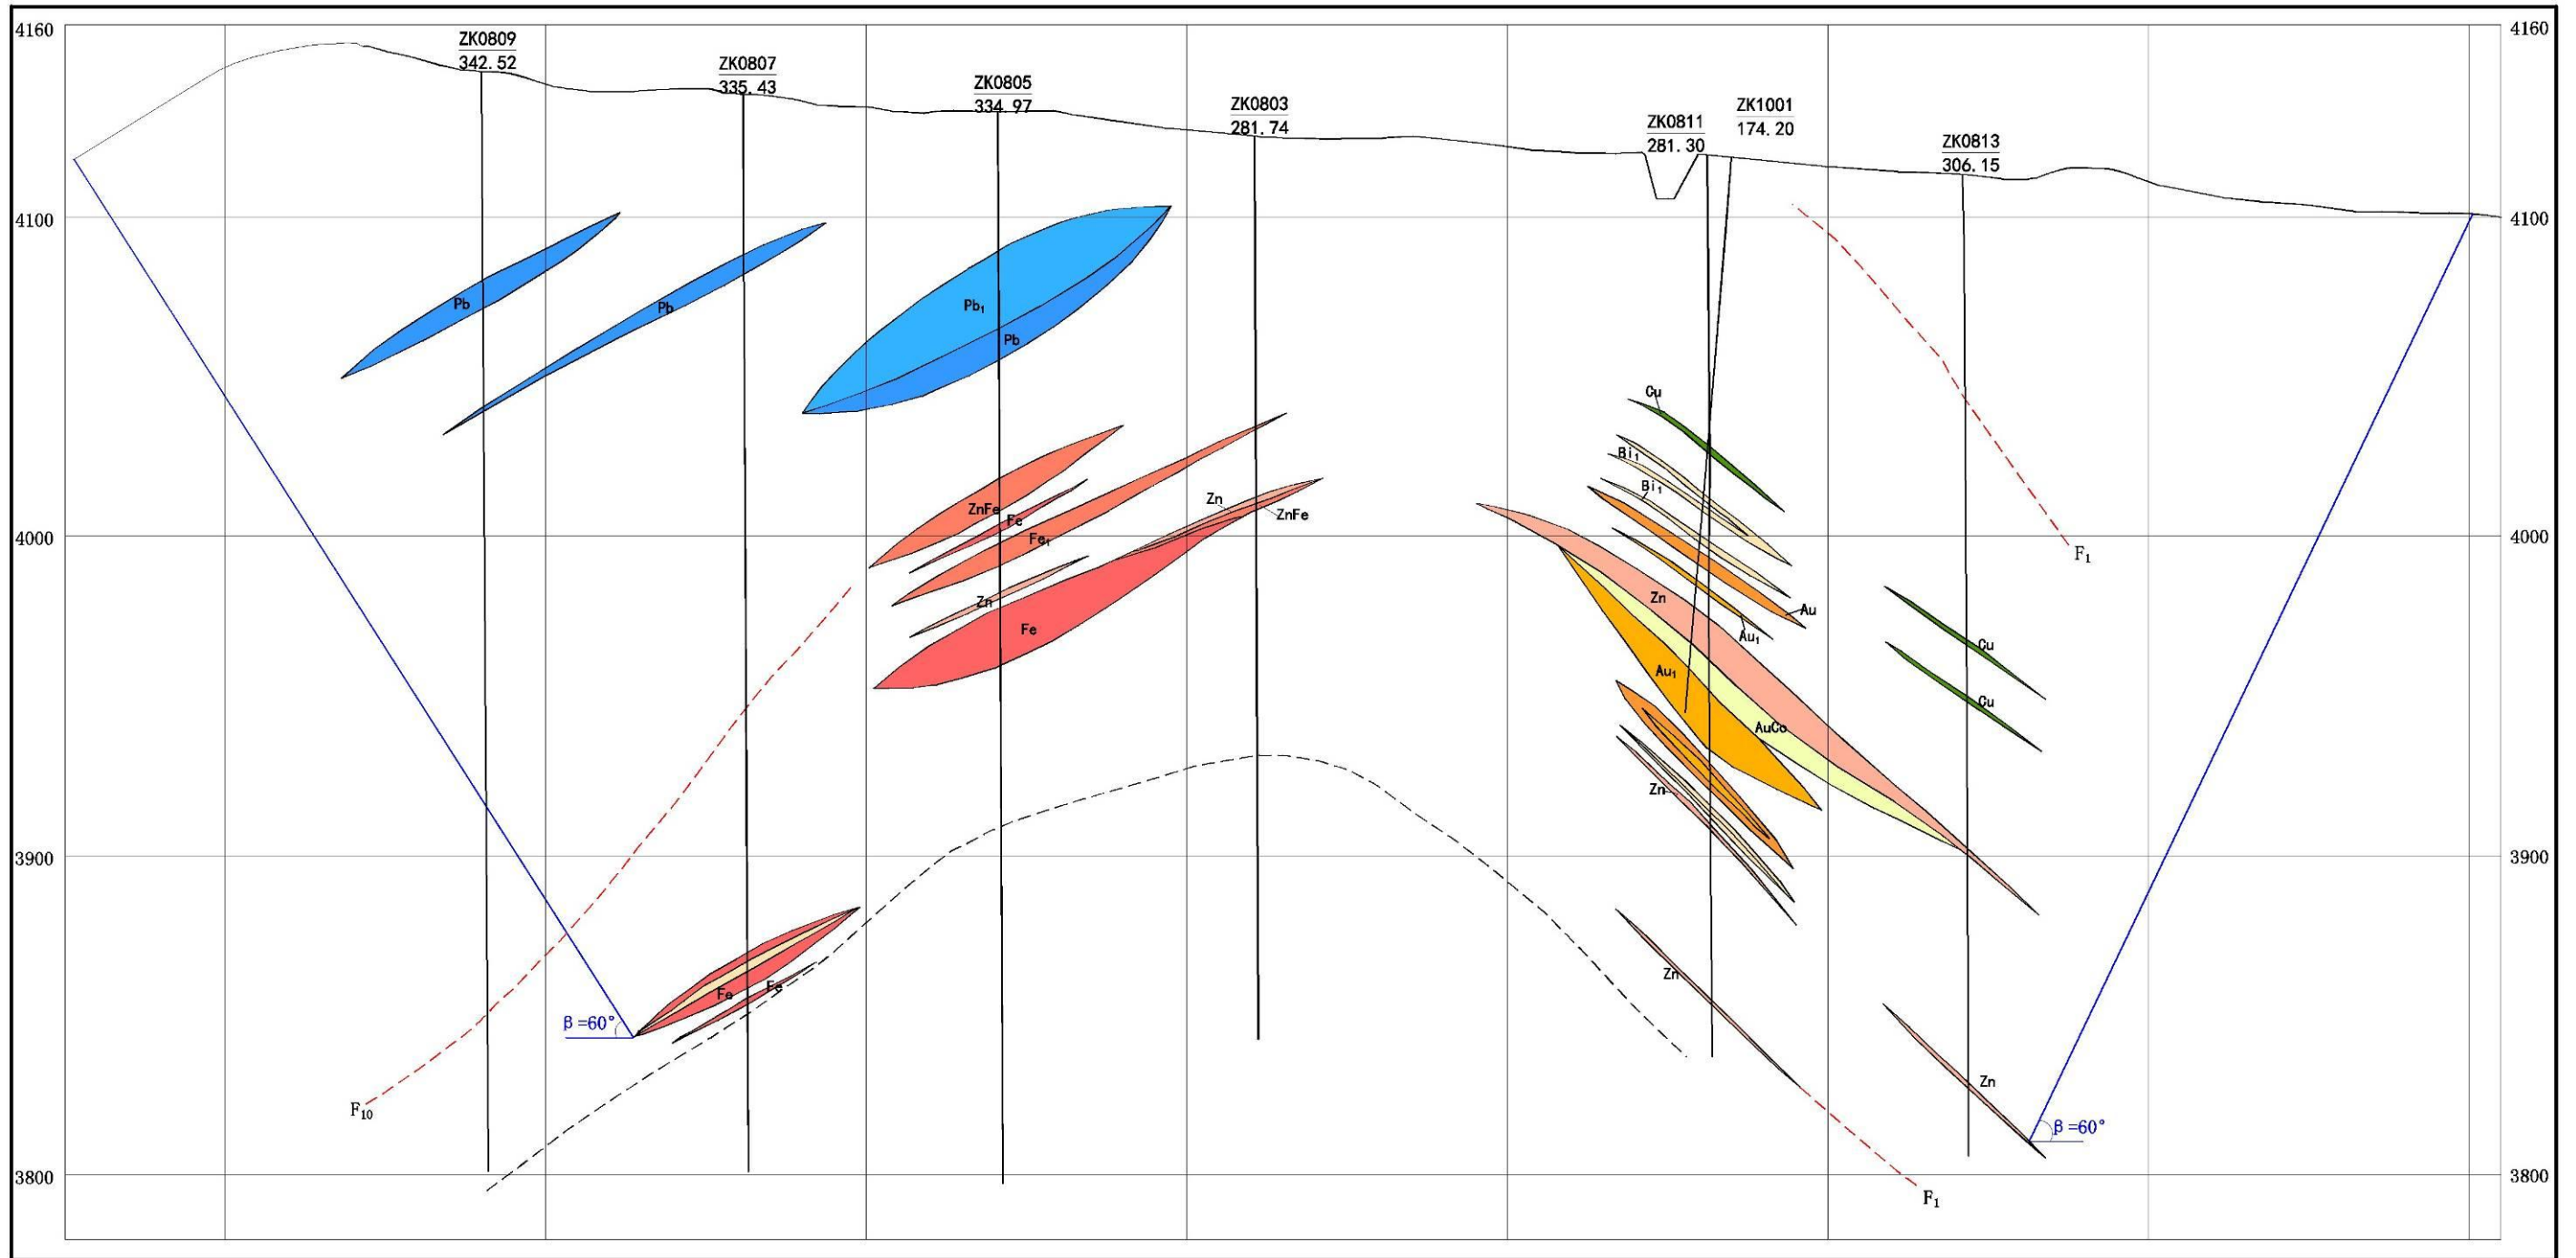 4160
4160
ZK0809
342.52
ZK0807
335.43
ZK0805
334.97
ZK0803
281.74
ZK0811
281.30
ZK1001
174.20
ZK0813
306.15
4100
4100
Pb
Pb
Pb₁
Pb
Cu
Bi₁
Bi₁
ZnFe
Fe
Fe₁
Zn
ZnFe
4000
4000
F₁
Zn
Fe
Zn
Au
Au₁
Cu
Au₁
Cu
AuCo
Zn
3900
3900
Zn
Fe
Fe
β=60°
Zn
F₁₀
β=60°
3800
3800
F₁